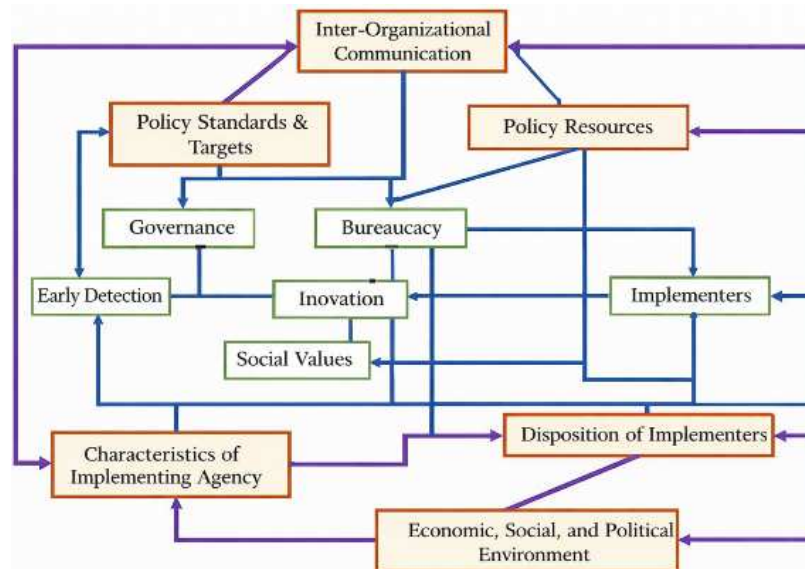 Inter-Organizational
Communication
Policy Standards &
Targets
Policy Resources
Governance
Bureaucacy
Early Detection
Inovation
Implementers
Social Values
Characteristics of
Implementing Agency
Disposition of Implementers
Economic, Social, and Political
Environment